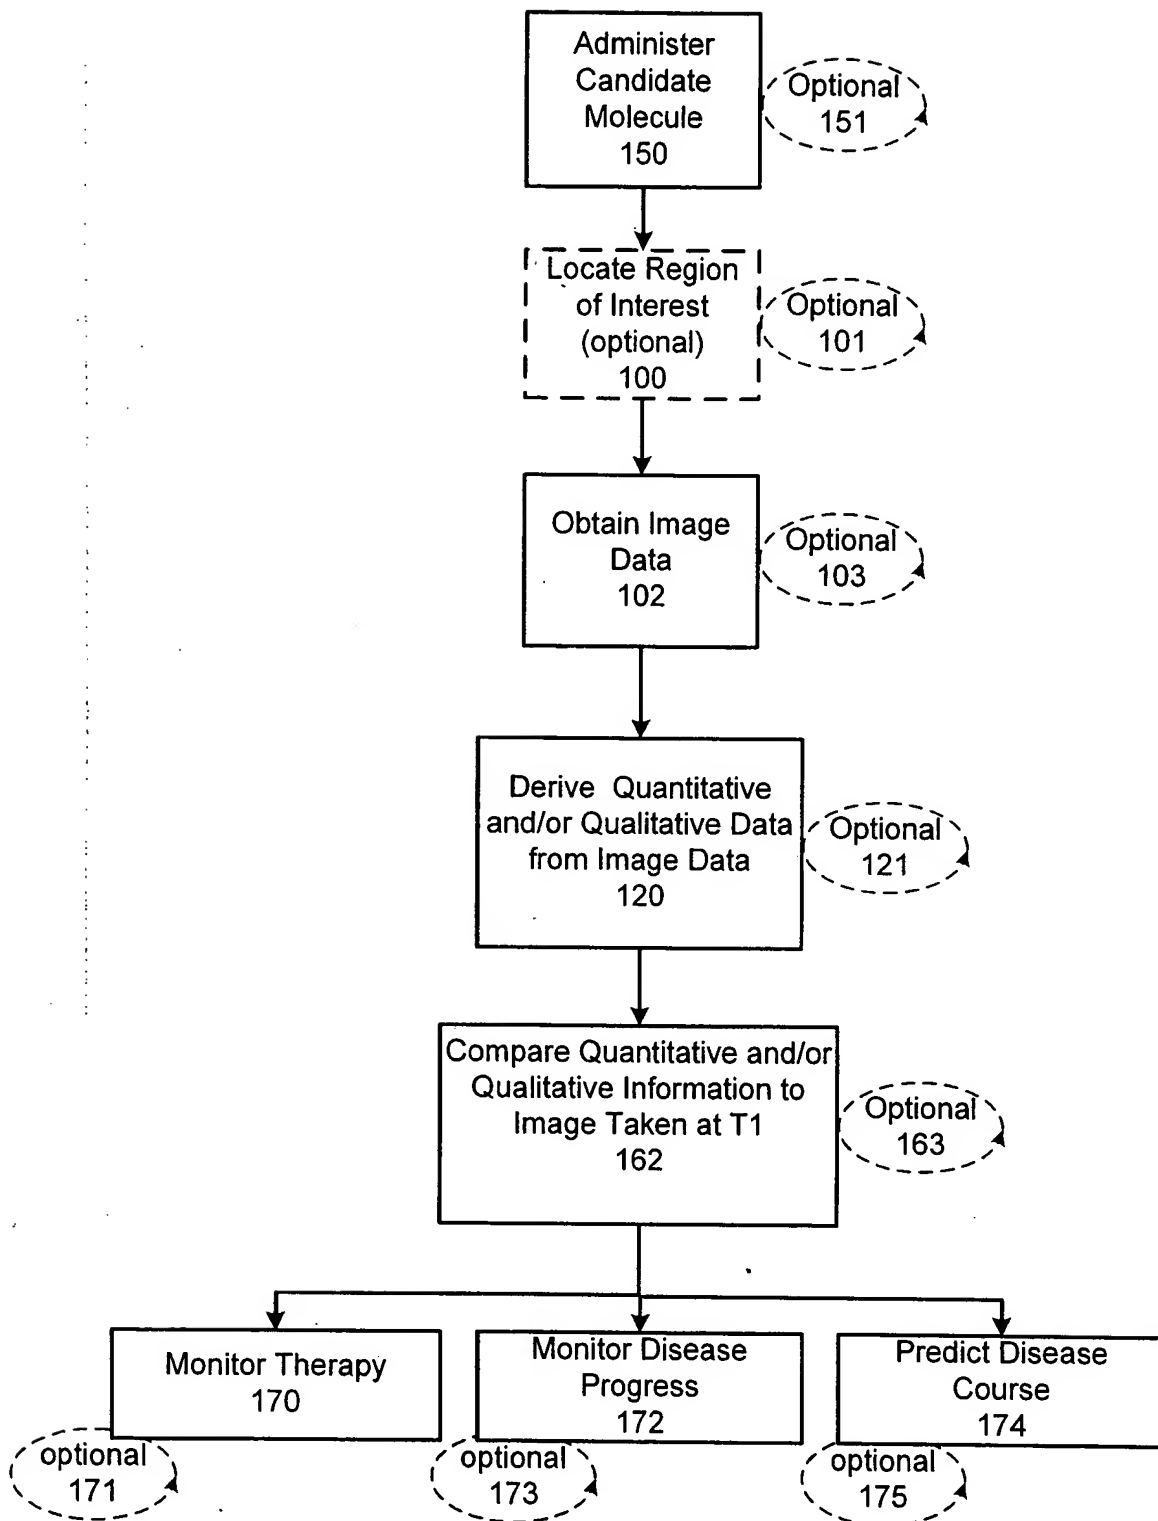 Administer
Candidate
Molecule
150
Optional
151
Locate Region
of Interest
(optional)
100
Optional
101
Obtain Image
Data
102
Optional
103
Derive Quantitative
and/or Qualitative Data
from Image Data
120
Optional
121
Compare Quantitative and/or
Qualitative Information to
Image Taken at T1
162
Optional
163
Monitor Therapy
170
optional
171
Monitor Disease
Progress
172
optional
173
Predict Disease
Course
174
optional
175